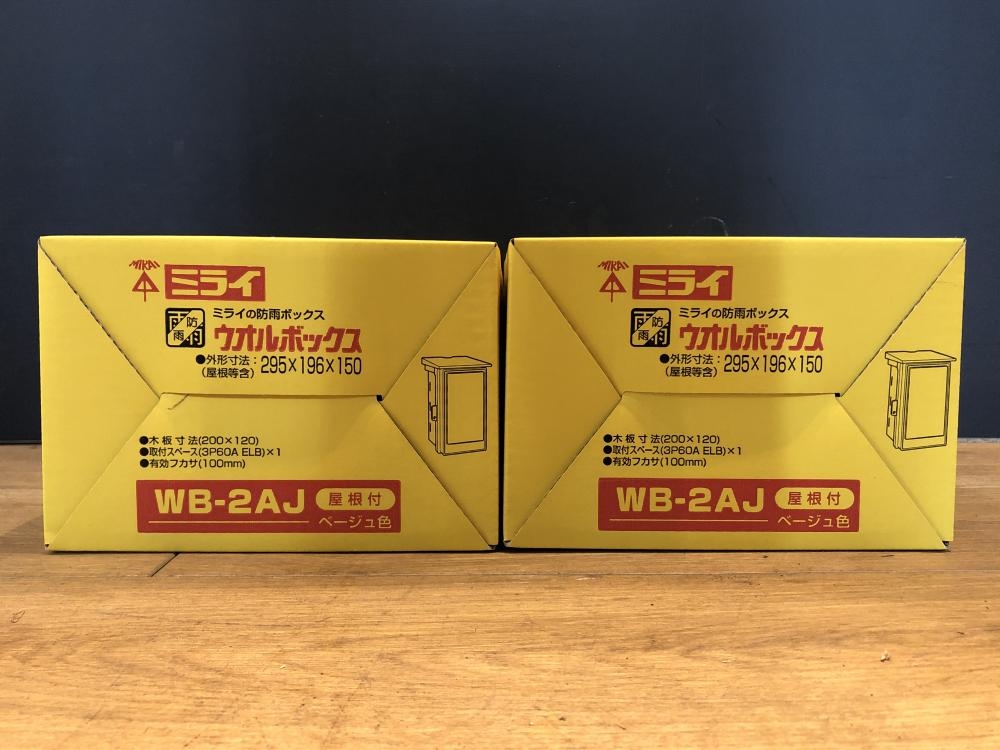 MIRAI
ミライ
ミライの防雨ボックス
防雨
ウオルボックス
●外形寸法：295×196×150
(屋根等含)
●木板寸法(200×120)
●取付スペース(3P60A ELB)×1
●有効フカサ(100mm)
WB-2AJ 屋根付
ベージュ色
MIRAI
ミライ
ミライの防雨ボックス
防雨
ウオルボックス
●外形寸法：295×196×150
(屋根等含)
●木板寸法(200×120)
●取付スペース(3P60A ELB)×1
●有効フカサ(100mm)
WB-2AJ 屋根付
ベージュ色